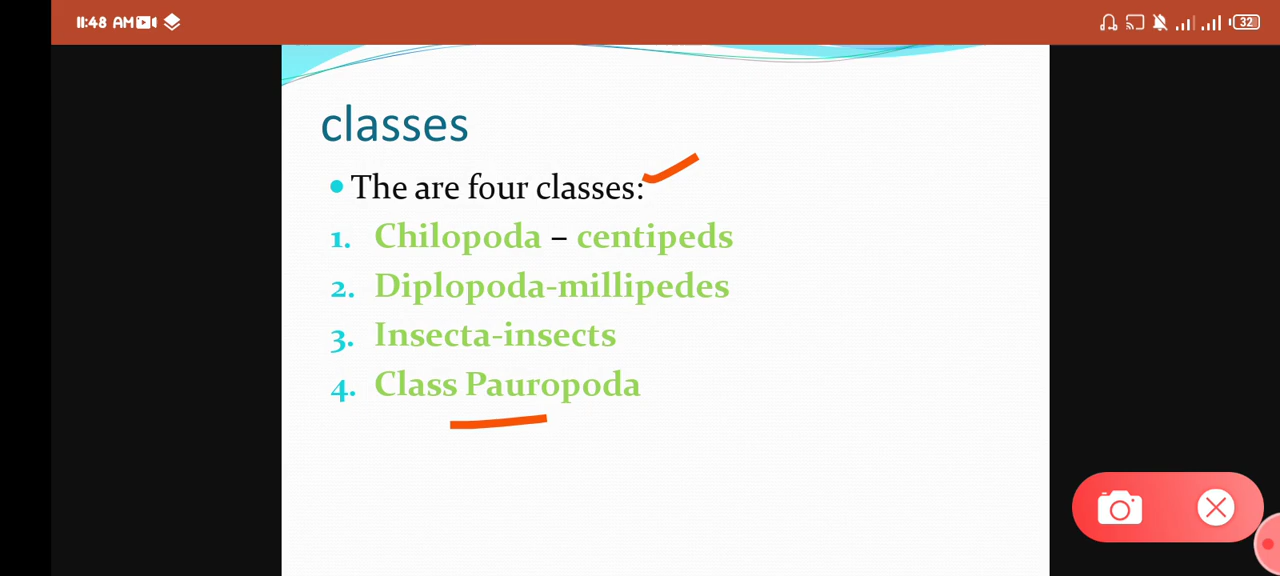 11:48 AM
32
classes
The are four classes:
1. Chilopoda – centipeds
2. Diplopoda-millipedes
3. Insecta-insects
4. Class Pauropoda